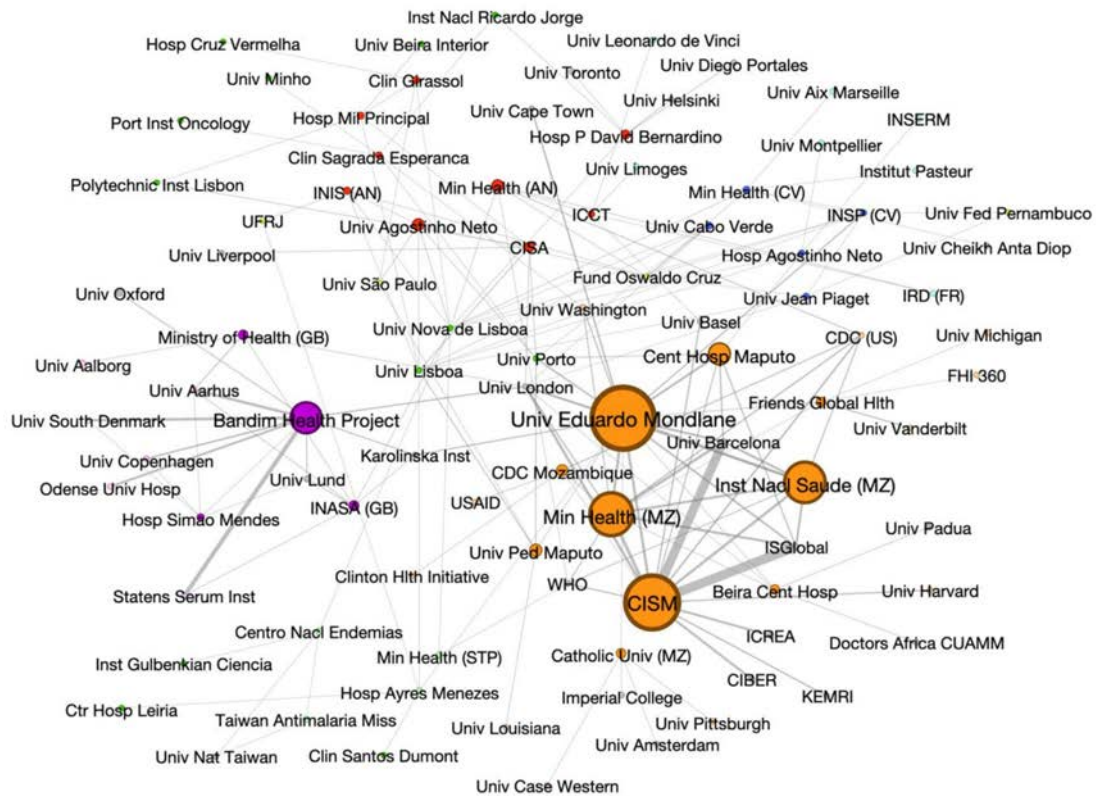 Inst Nacl Ricardo Jorge
Hosp Cruz Vermelha
Univ Beira Interior
Univ Leonardo de Vinci
Univ Minho
Clin Girassol
Univ Toronto
Univ Diego Portales
Univ Aix Marseille
Univ Cape Town
Univ Helsinki
Port Inst Oncology
Hosp Mil Principal
Hosp P David Bernardino
INSERM
Univ Montpellier
Clin Sagrada Esperanca
Univ Limoges
Institut Pasteur
Polytechnic Inst Lisbon
INIS (AN)
Min Health (AN)
Min Health (CV)
UFRJ
Univ Agostinho Neto
ICCT
Univ Cabo Verde
INSP (CV)
Univ Fed Pernambuco
Univ Liverpool
CISA
Hosp Agostinho Neto
Univ Cheikh Anta Diop
Univ São Paulo
Fund Oswaldo Cruz
Univ Oxford
Univ Washington
Univ Jean Piaget
IRD (FR)
Ministry of Health (GB)
Univ Nova de Lisboa
Univ Basel
CDC (US)
Univ Michigan
Univ Aalborg
Univ Lisboa
Univ Porto
Cent Hosp Maputo
Univ Aarhus
Univ London
FHI 360
Univ South Denmark
Bandim Health Project
Univ Eduardo Mondlane
Friends Global Hlth
Univ Barcelona
Univ Vanderbilt
Univ Copenhagen
Karolinska Inst
Odense Univ Hosp
Univ Lund
CDC Mozambique
Inst Nacl Saude (MZ)
Hosp Simao Mendes
INASA (GB)
USAID
Min Health (MZ)
Univ Padua
Univ Ped Maputo
ISGlobal
Clinton Hlth Initiative
WHO
Statens Serum Inst
CISM
Beira Cent Hosp
Univ Harvard
Centro Nacl Endemias
ICREA
Doctors Africa CUAMM
Inst Gulbenkian Ciencia
Min Health (STP)
Catholic Univ (MZ)
CIBER
Hosp Ayres Menezes
Imperial College
KEMRI
Ctr Hosp Leiria
Taiwan Antimalaria Miss
Univ Louisiana
Univ Pittsburgh
Univ Nat Taiwan
Clin Santos Dumont
Univ Amsterdam
Univ Case Western